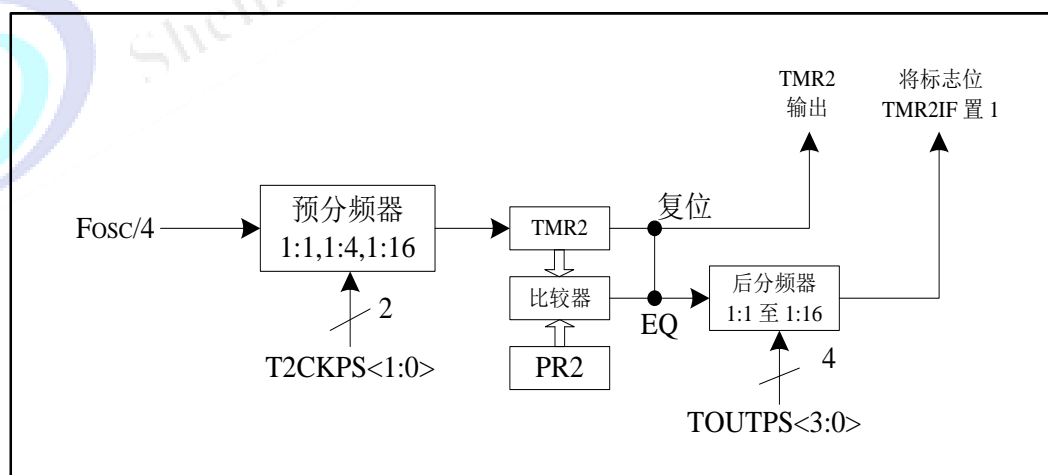 Shen
TMR2
输出
将标志位
TMR2IF 置 1
FOSC/4
预分频器
1:1,1:4,1:16
TMR2
复位
比较器
EQ
后分频器
1:1 至 1:16
2
T2CKPS<1:0>
PR2
4
TOUTPS<3:0>